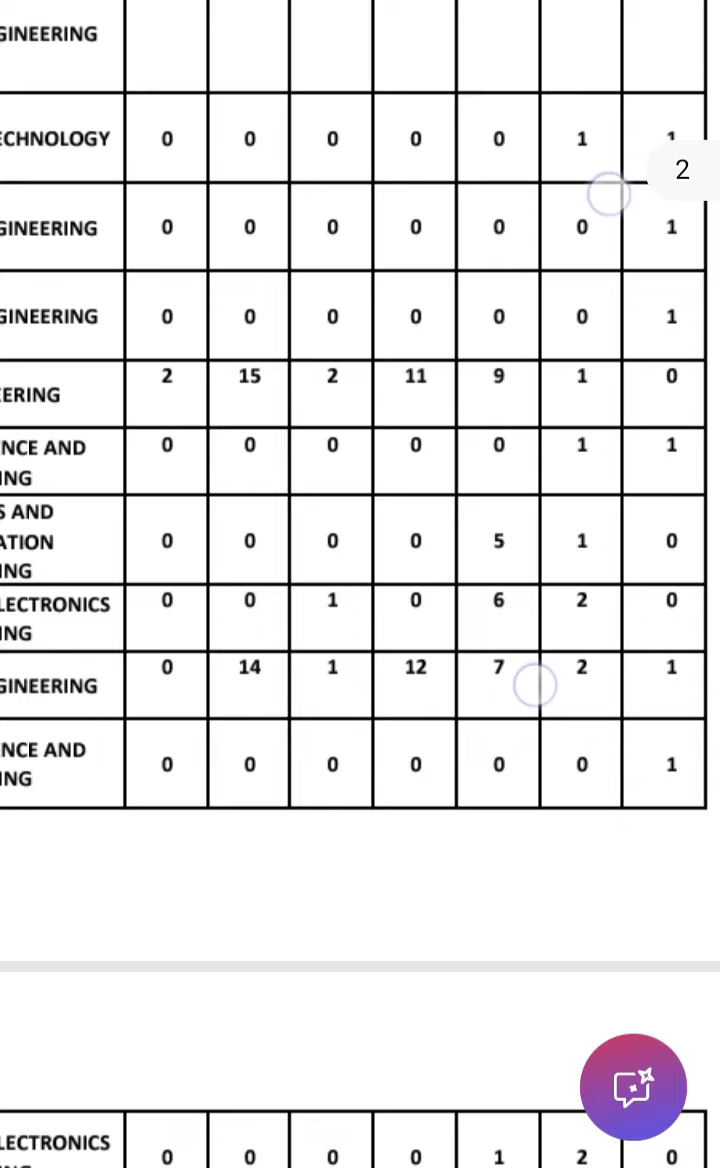 GINEERING
ECHNOLOGY 0 0 0 0 0 1 1
2
GINEERING 0 0 0 0 0 0 1
GINEERING 0 0 0 0 0 0 1
EERING 2 15 2 11 9 1 0
NCE AND 0 0 0 0 0 1 1
ING
S AND
ATION 0 0 0 0 5 1 0
ING
LECTRONICS 0 0 1 0 6 2 0
ING
GINEERING 0 14 1 12 7 2 1
NCE AND
ING 0 0 0 0 0 0 1
LECTRONICS 0 0 0 0 1 2 0